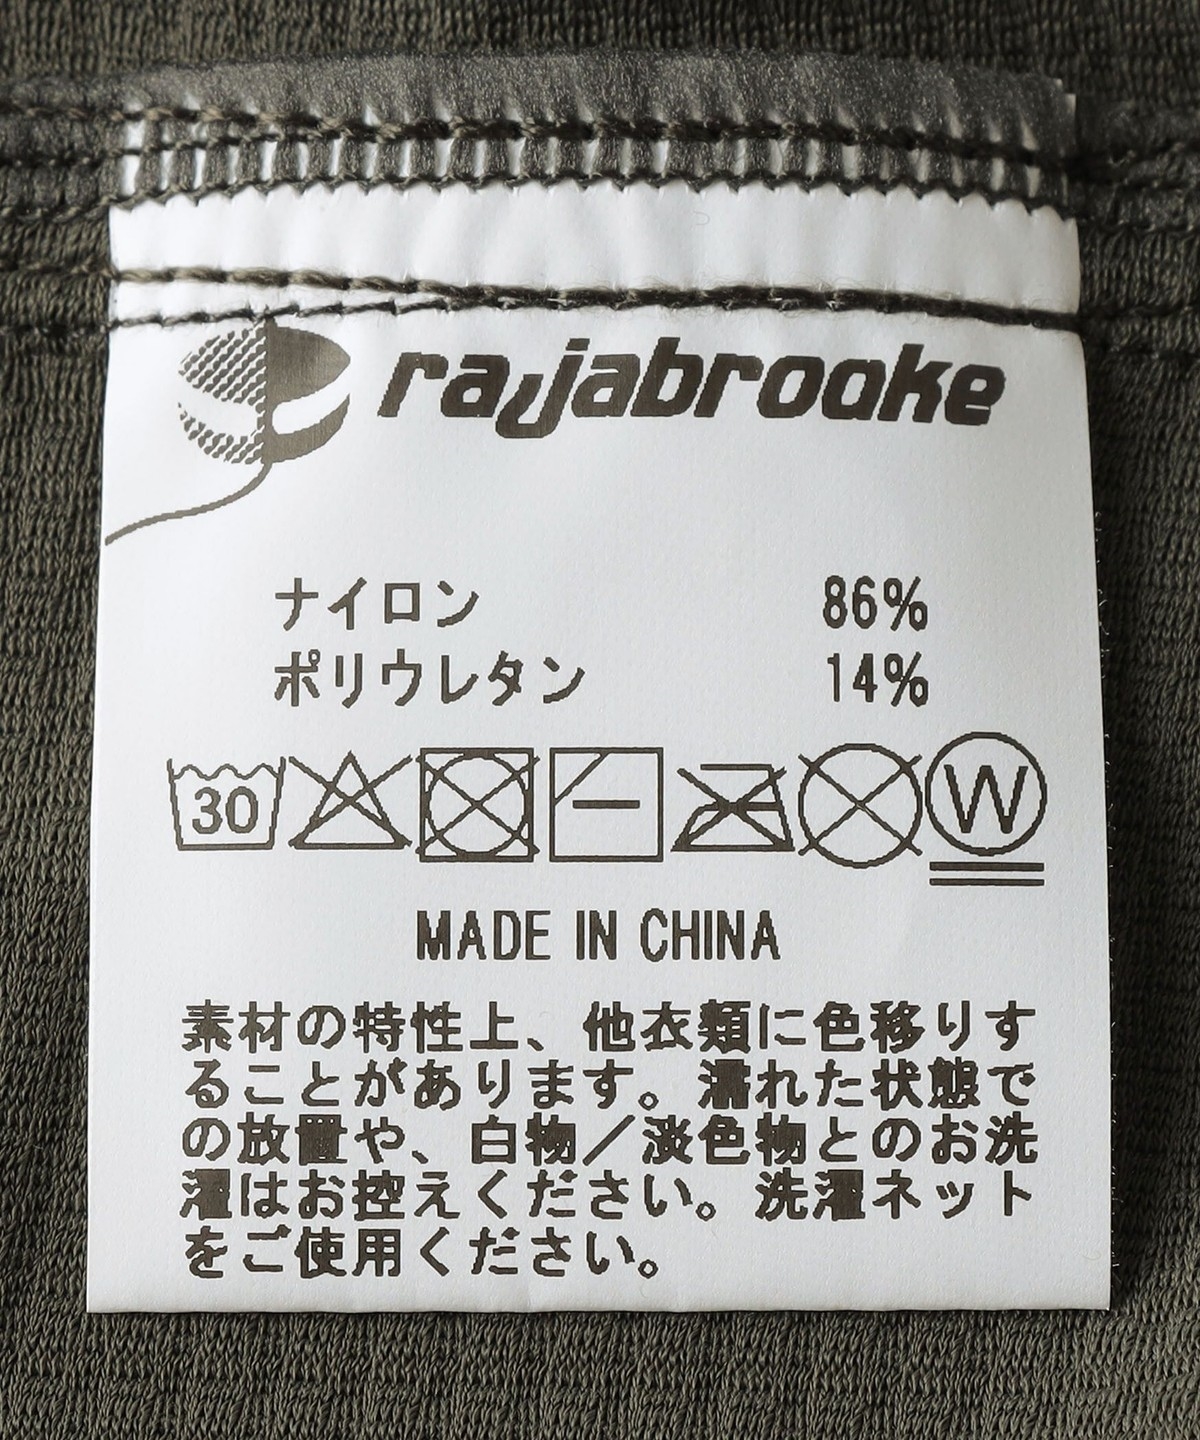 rajabrooke
ナイロン 86%
ポリウレタン 14%
30 W
MADE IN CHINA
素材の特性上、他衣類に色移りす
ることがあります。濡れた状態で
の放置や、白物／淡色物とのお洗
濯はお控えください。洗濯ネット
をご使用ください。